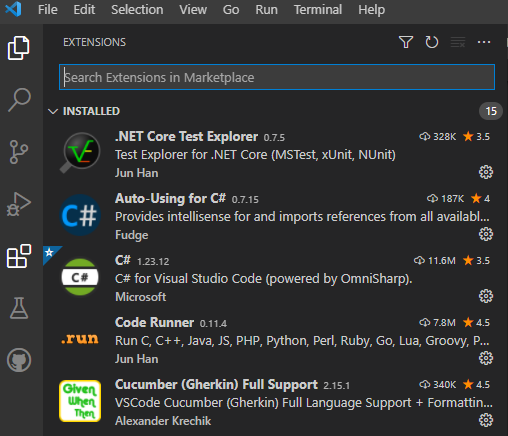 File Edit Selection View Go Run Terminal Help
EXTENSIONS
Search Extensions in Marketplace
INSTALLED 15
.NET Core Test Explorer 0.7.5 328K 3.5
Test Explorer for .NET Core (MSTest, xUnit, NUnit)
Jun Han
C# Auto-Using for C# 0.7.15 187K 4
Provides intellisense for and imports references from all availabl...
Fudge
C# C# 1.23.12 11.6M 3.5
C# for Visual Studio Code (powered by OmniSharp).
Microsoft
.run Code Runner 0.11.4 7.8M 4.5
Run C, C++, Java, JS, PHP, Python, Perl, Ruby, Go, Lua, Groovy, P...
Jun Han
Given When Then Cucumber (Gherkin) Full Support 2.15.1 340K 4.5
VSCode Cucumber (Gherkin) Full Language Support + Formattin...
Alexander Krechik